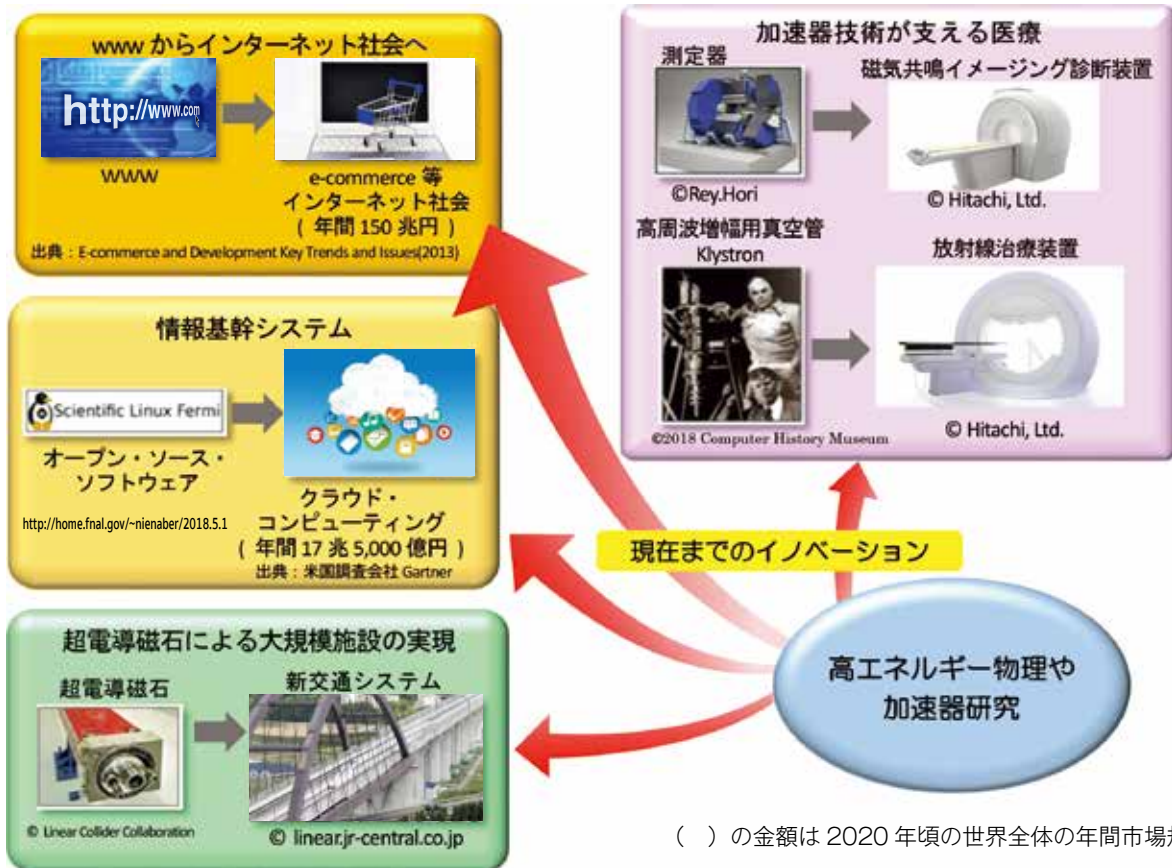 wwwからインターネット社会へ
http://www.com
www
e-commerce 等
インターネット社会
( 年間 150 兆円 )
出典：E-commerce and Development Key Trends and Issues(2013)
情報基幹システム
Scientific Linux Fermi
オープン・ソース・
ソフトウェア
http://home.fnal.gov/~nienaber/2018.5.1
クラウド・
コンピューティング
( 年間 17 兆 5,000 億円 )
出典：米国調査会社 Gartner
超電導磁石による大規模施設の実現
超電導磁石
新交通システム
© Linear Collider Collaboration
© linear.jr-central.co.jp
加速器技術が支える医療
測定器
磁気共鳴イメージング診断装置
©Rey.Hori
© Hitachi, Ltd.
高周波増幅用真空管
Klystron
放射線治療装置
©2018 Computer History Museum
© Hitachi, Ltd.
現在までのイノベーション
高エネルギー物理や
加速器研究
（　）の金額は 2020 年頃の世界全体の年間市場